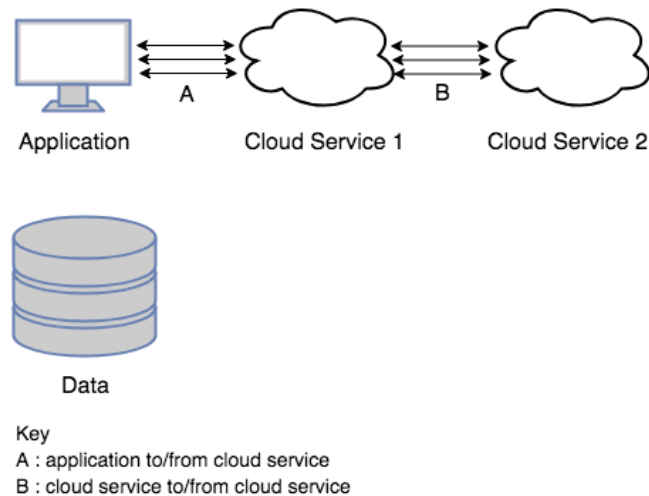 A
B
Application
Cloud Service 1
Cloud Service 2
Data
Key
A : application to/from cloud service
B : cloud service to/from cloud service